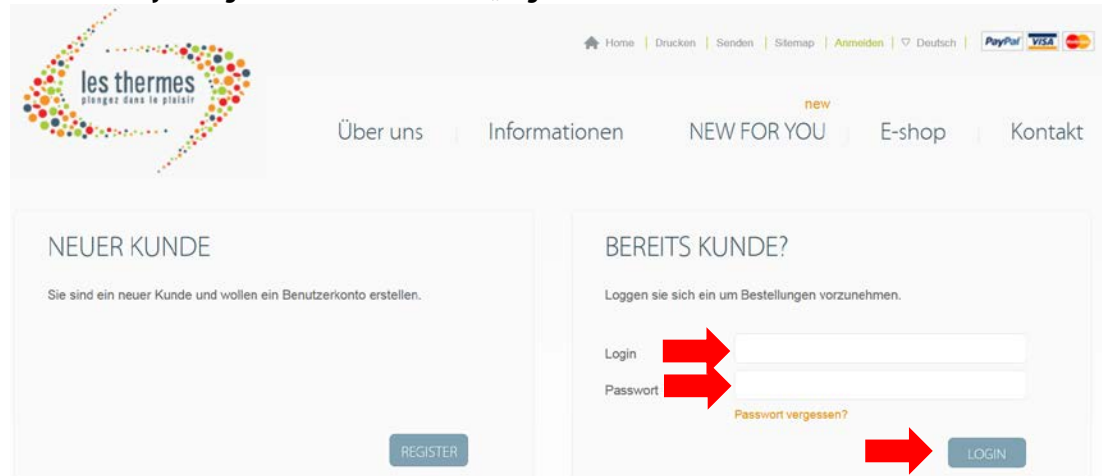 Home | Drucken | Senden | Sitemap | Anmelden | Deutsch | PayPal VISA
les thermes
plongez dans le plaisir
new
Über uns Informationen NEW FOR YOU E-shop Kontakt
NEUER KUNDE
Sie sind ein neuer Kunde und wollen ein Benutzerkonto erstellen.
REGISTER
BEREITS KUNDE?
Loggen sie sich ein um Bestellungen vorzunehmen.
Login
Passwort
Passwort vergessen?
LOGIN